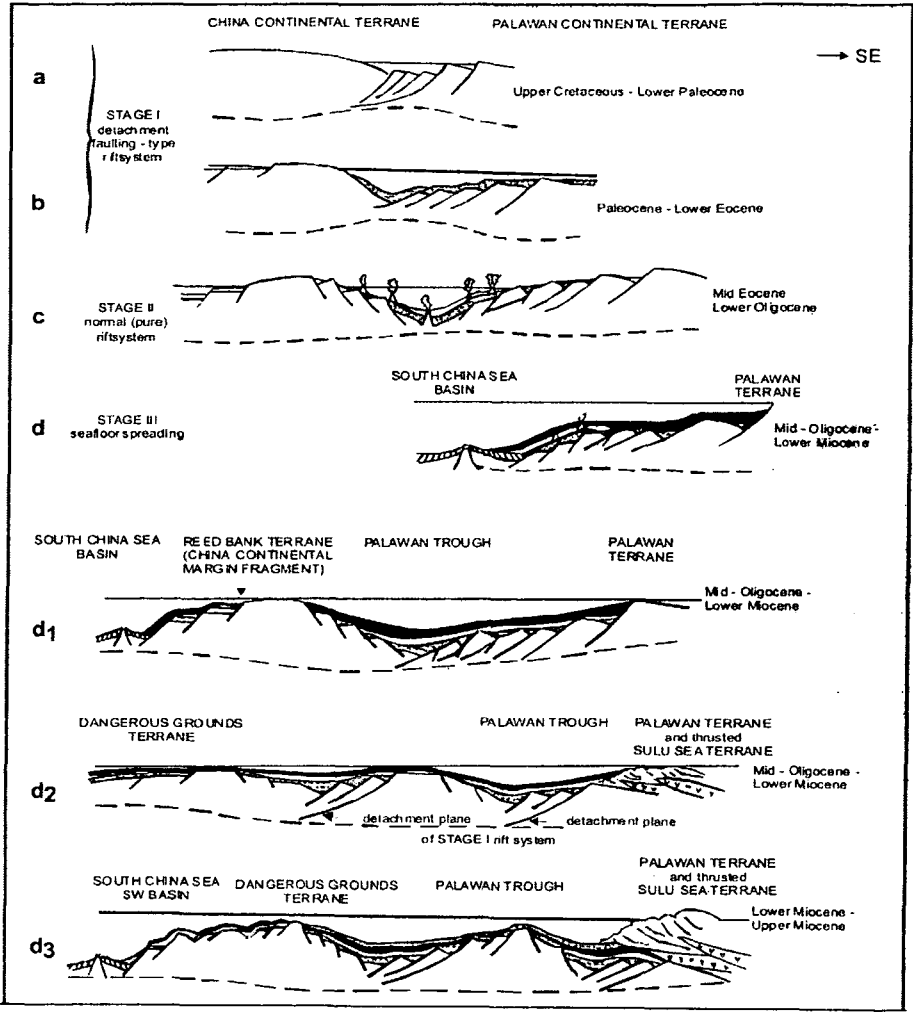 CHINA CONTINENTAL TERRANE
PALAWAN CONTINENTAL TERRANE
SE
a
Upper Cretaceous - Lower Paleocene
STAGE I
detachment
faulting - type
riftsystem
b
Paleocene - Lower Eocene
c
STAGE II
normal (pure)
riftsystem
Mid Eocene
Lower Oligocene
SOUTH CHINA SEA
BASIN
PALAWAN
TERRANE
d
STAGE III
seafloor spreading
Mid - Oligocene -
Lower Miocene
SOUTH CHINA SEA
BASIN
REED BANK TERRANE
(CHINA CONTINENTAL
MARGIN FRAGMENT)
PALAWAN TROUGH
PALAWAN
TERRANE
d1
Mid - Oligocene -
Lower Miocene
DANGEROUS GROUNDS
TERRANE
PALAWAN TROUGH
PALAWAN TERRANE
and thrusted
SULU SEA TERRANE
d2
Mid - Oligocene -
Lower Miocene
detachment plane
detachment plane
of STAGE I rift system
SOUTH CHINA SEA
SW BASIN
DANGEROUS GROUNDS
TERRANE
PALAWAN TROUGH
PALAWAN TERRANE
and thrusted
SULU SEA-TERRANE
d3
Lower Miocene -
Upper Miocene